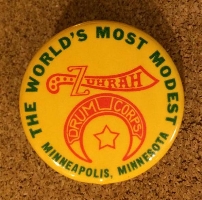 THE WORLD'S MOST MODEST
ZUHRAH
DRUM CORPS
MINNEAPOLIS, MINNESOTA